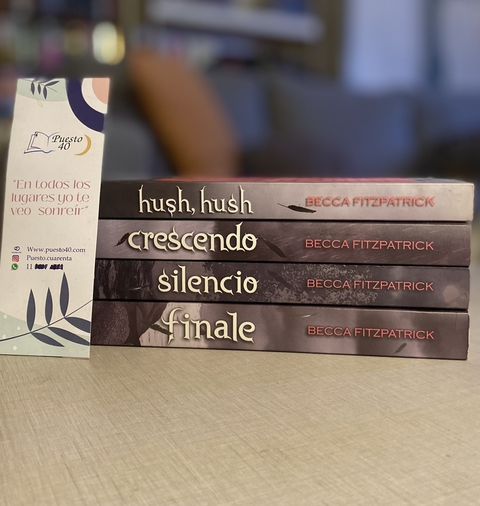 Puesto
40
"En todos los
lugares yo te
veo sonreír"
Www.puesto40.com
Puesto.cuarenta
11
hush, hush BECCA FITZPATRICK
crescendo BECCA FITZPATRICK
silencio BECCA FITZPATRICK
finale BECCA FITZPATRICK